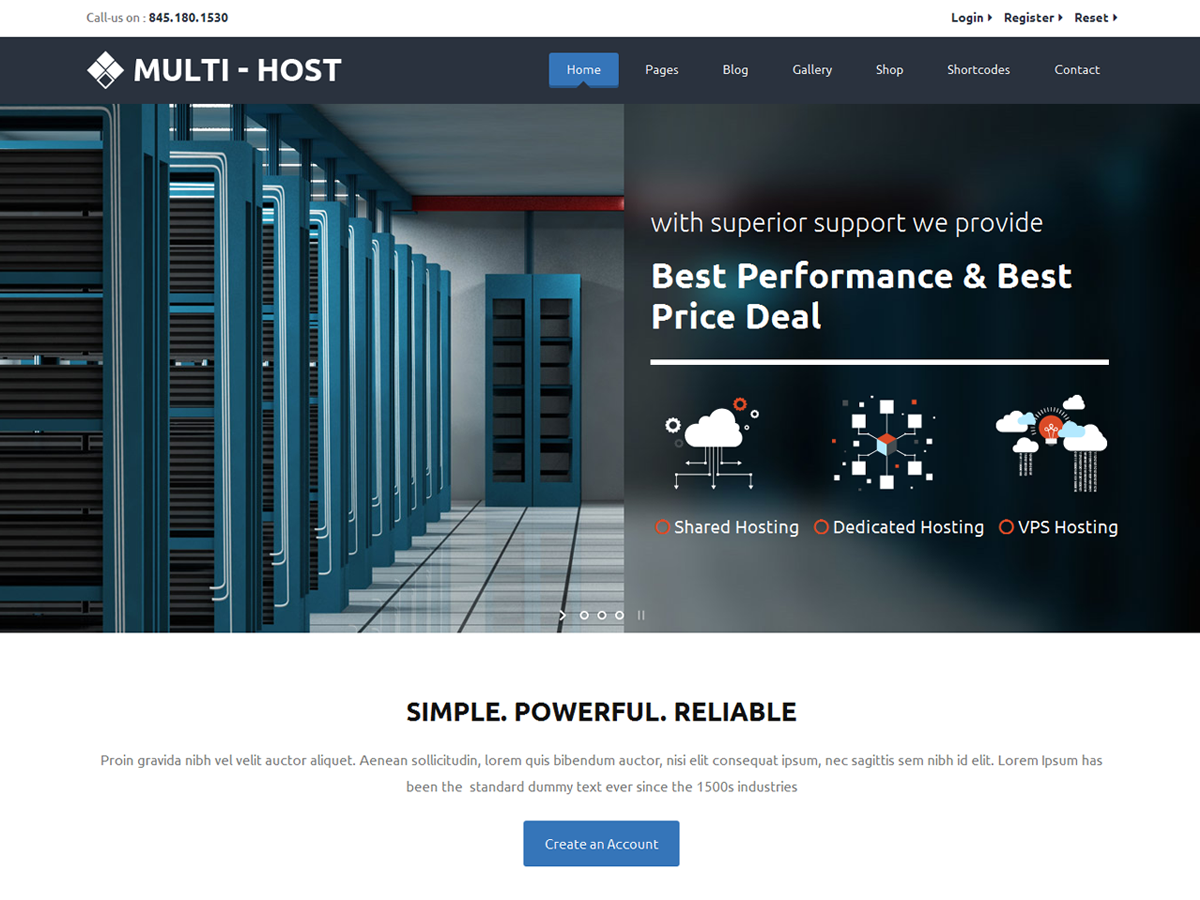 Call-us on : 845.180.1530
Login Register Reset
MULTI - HOST
Home Pages Blog Gallery Shop Shortcodes Contact
with superior support we provide
Best Performance & Best
Price Deal
Shared Hosting Dedicated Hosting VPS Hosting
SIMPLE. POWERFUL. RELIABLE
Proin gravida nibh vel velit auctor aliquet. Aenean sollicitudin, lorem quis bibendum auctor, nisi elit consequat ipsum, nec sagittis sem nibh id elit. Lorem Ipsum has
been the  standard dummy text ever since the 1500s industries
Create an Account